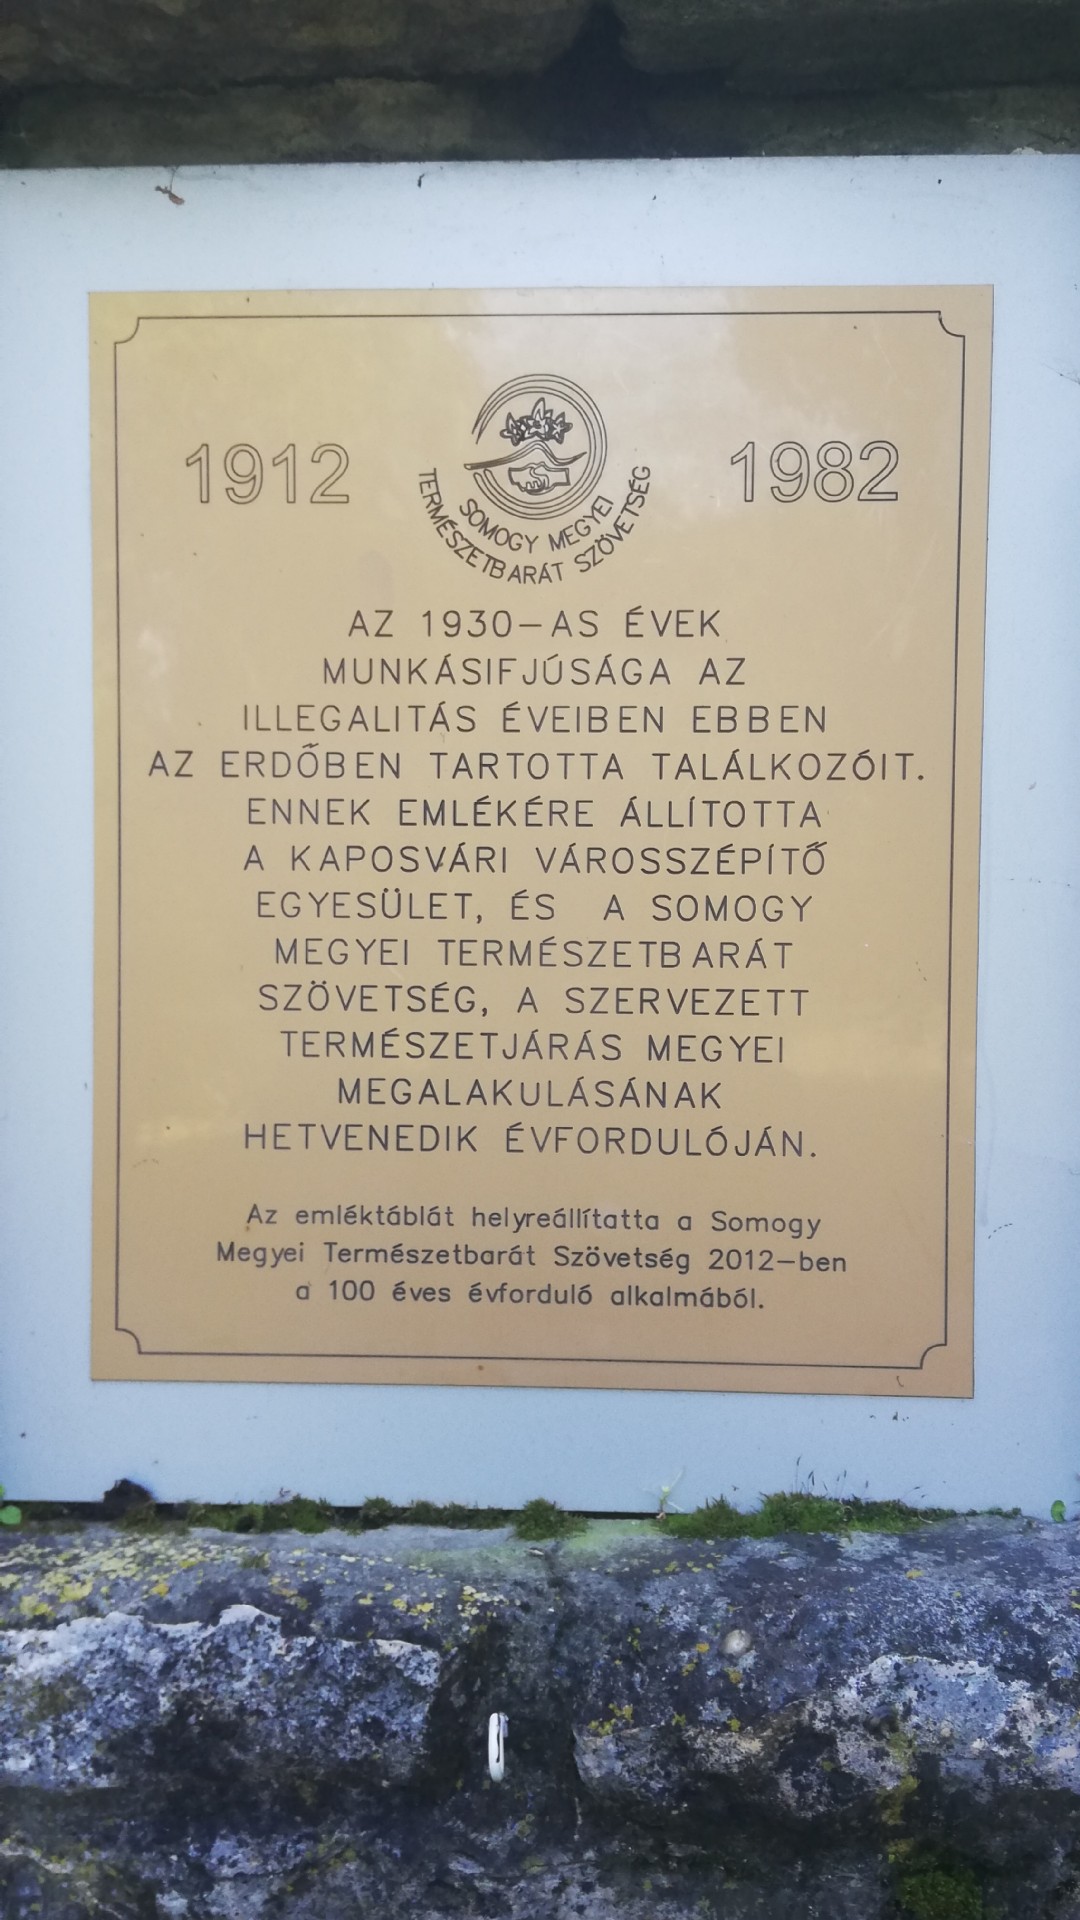 1912
1982
SOMOGY MEGYEI
TERMÉSZETBARÁT SZÖVETSÉG
AZ 1930-AS ÉVEK
MUNKÁSIFJÚSÁGA AZ
ILLEGALITÁS ÉVEIBEN EBBEN
AZ ERDŐBEN TARTOTTA TALÁLKOZÓIT.
ENNEK EMLÉKÉRE ÁLLÍTOTTA
A KAPOSVÁRI VÁROSSZÉPÍTŐ
EGYESÜLET, ÉS A SOMOGY
MEGYEI TERMÉSZETBARÁT
SZÖVETSÉG, A SZERVEZETT
TERMÉSZETJÁRÁS MEGYEI
MEGALAKULÁSÁNAK
HETVENEDIK ÉVFORDULÓJÁN.
Az emléktáblát helyreállítatta a Somogy
Megyei Természetbarát Szövetség 2012-ben
a 100 éves évforduló alkalmából.